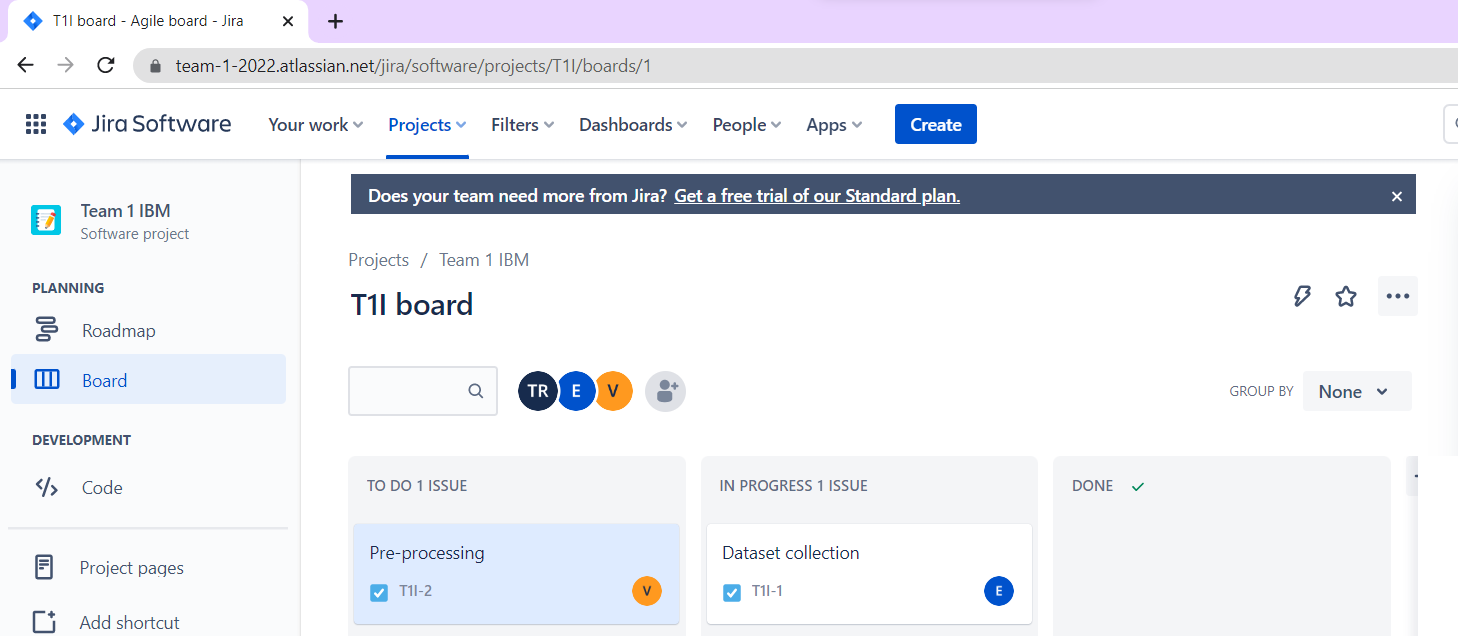 T1I board - Agile board - Jira
team-1-2022.atlassian.net/jira/software/projects/T1I/boards/1
Jira Software Your work Projects Filters Dashboards People Apps Create
Does your team need more from Jira? Get a free trial of our Standard plan.
Team 1 IBM
Software project
PLANNING
Roadmap
Board
DEVELOPMENT
Code
Project pages
Add shortcut
Projects / Team 1 IBM
T1I board
TR E V
GROUP BY None
TO DO 1 ISSUE
Pre-processing
T1I-2 V
IN PROGRESS 1 ISSUE
Dataset collection
T1I-1 E
DONE